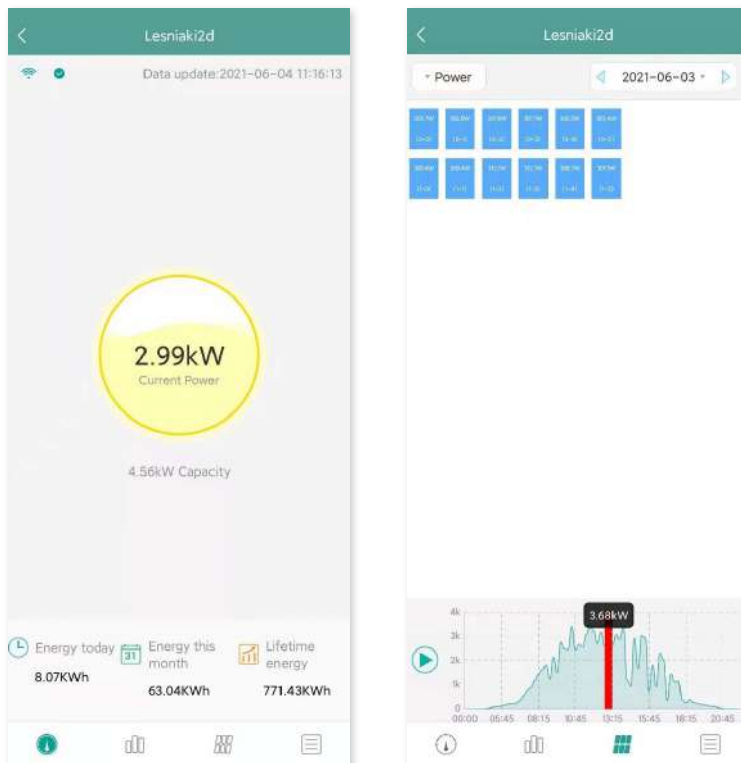 Lesniaki2d
Data update:2021-06-04 11:16:13
2.99kW
Current Power
4.56kW Capacity
Energy today
8.07KWh
31
Energy this
month
63.04KWh
Lifetime
energy
771.43KWh
Lesniaki2d
Power
2021-06-03
4k
3k
2k
1k
0
3.68kW
00:00 05:45 08:15 10:45 13:15 15:45 18:15 20:45